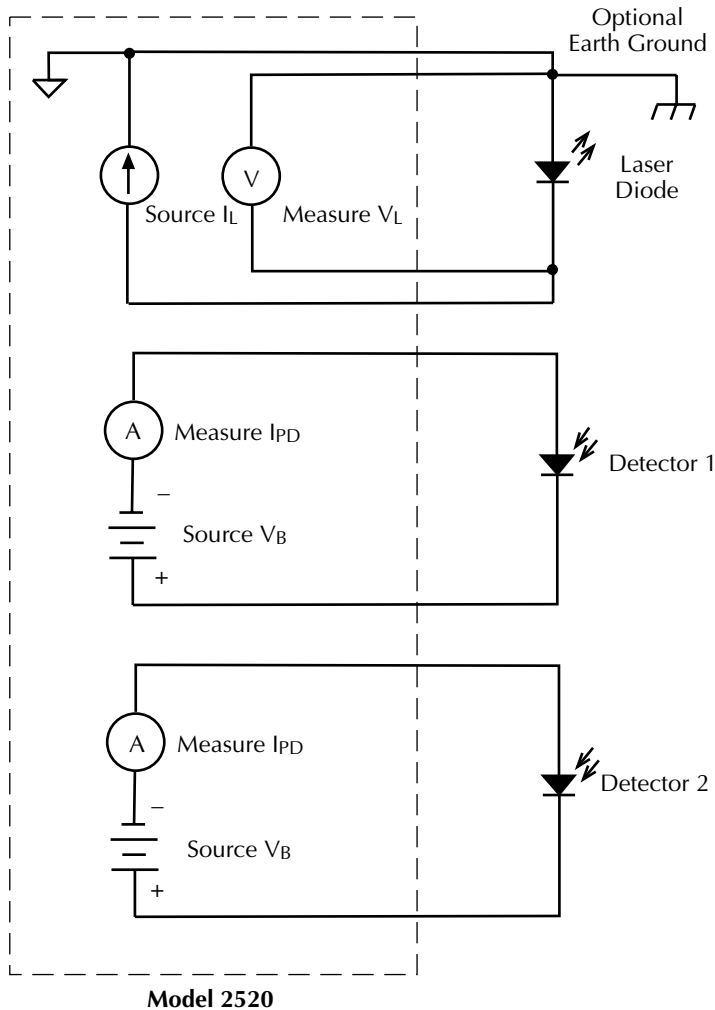 Optional
Earth Ground
V
Laser
Diode
Source IL
Measure VL
A
Measure IPD
Detector 1
−
Source VB
+
A
Measure IPD
Detector 2
−
Source VB
+
Model 2520